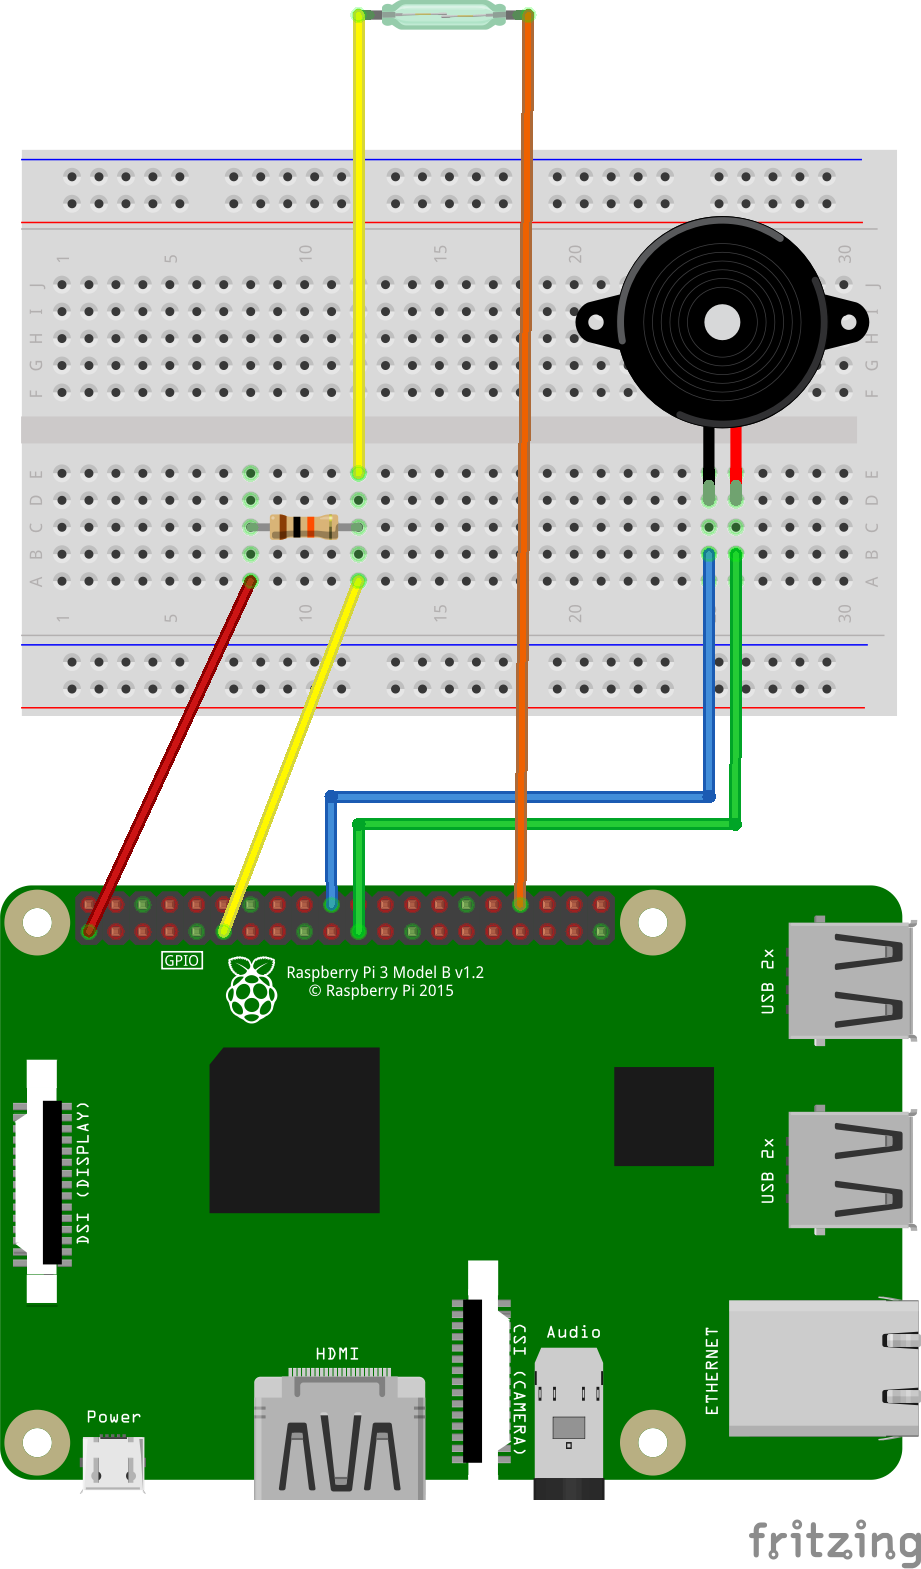 1
5
10
15
20
30
J
I
H
G
F
J
I
H
G
F
E
D
C
B
A
E
D
C
B
A
1
5
10
15
20
30
GPIO
Raspberry Pi 3 Model B v1.2
© Raspberry Pi 2015
USB 2x
DSI (DISPLAY)
USB 2x
HDMI
CSI (CAMERA)
Audio
ETHERNET
Power
fritzing